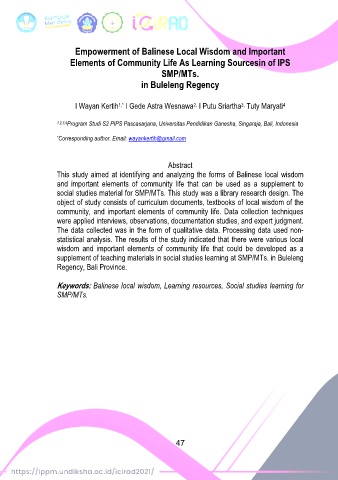 Kampus
Merdeka
ICIRAD
Empowerment of Balinese Local Wisdom and Important
Elements of Community Life As Learning Sourcesin of IPS
SMP/MTs.
in Buleleng Regency
I Wayan Kertih1,* I Gede Astra Wesnawa2, I Putu Sriartha3, Tuty Maryati4
1,2,3,4Program Studi S2 PIPS Pascasarjana, Universitas Pendidikan Ganesha, Singaraja, Bali, Indonesia
*Corresponding author. Email: wayankertih@gmail.com
Abstract
This study aimed at identifying and analyzing the forms of Balinese local wisdom
and important elements of community life that can be used as a supplement to
social studies material for SMP/MTs. This study was a library research design. The
object of study consists of curriculum documents, textbooks of local wisdom of the
community, and important elements of community life. Data collection techniques
were applied interviews, observations, documentation studies, and expert judgment.
The data collected was in the form of qualitative data. Processing data used non-
statistical analysis. The results of the study indicated that there were various local
wisdom and important elements of community life that could be developed as a
supplement of teaching materials in social studies learning at SMP/MTs. in Buleleng
Regency, Bali Province.
Keywords: Balinese local wisdom, Learning resources, Social studies learning for
SMP/MTs.
47
https://lppm.undiksha.ac.id/icirad2021/